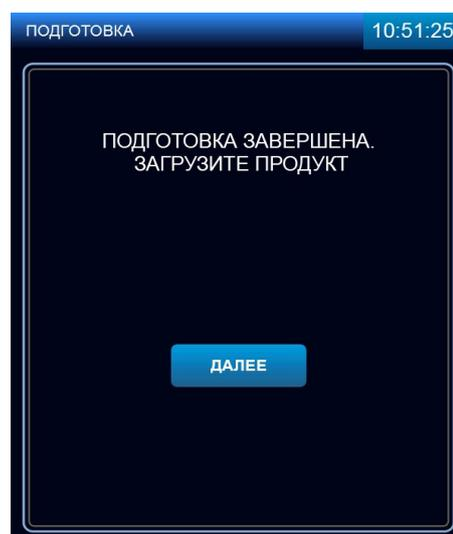 ПОДГОТОВКА
10:51:25
ПОДГОТОВКА ЗАВЕРШЕНА.
ЗАГРУЗИТЕ ПРОДУКТ
ДАЛЕЕ